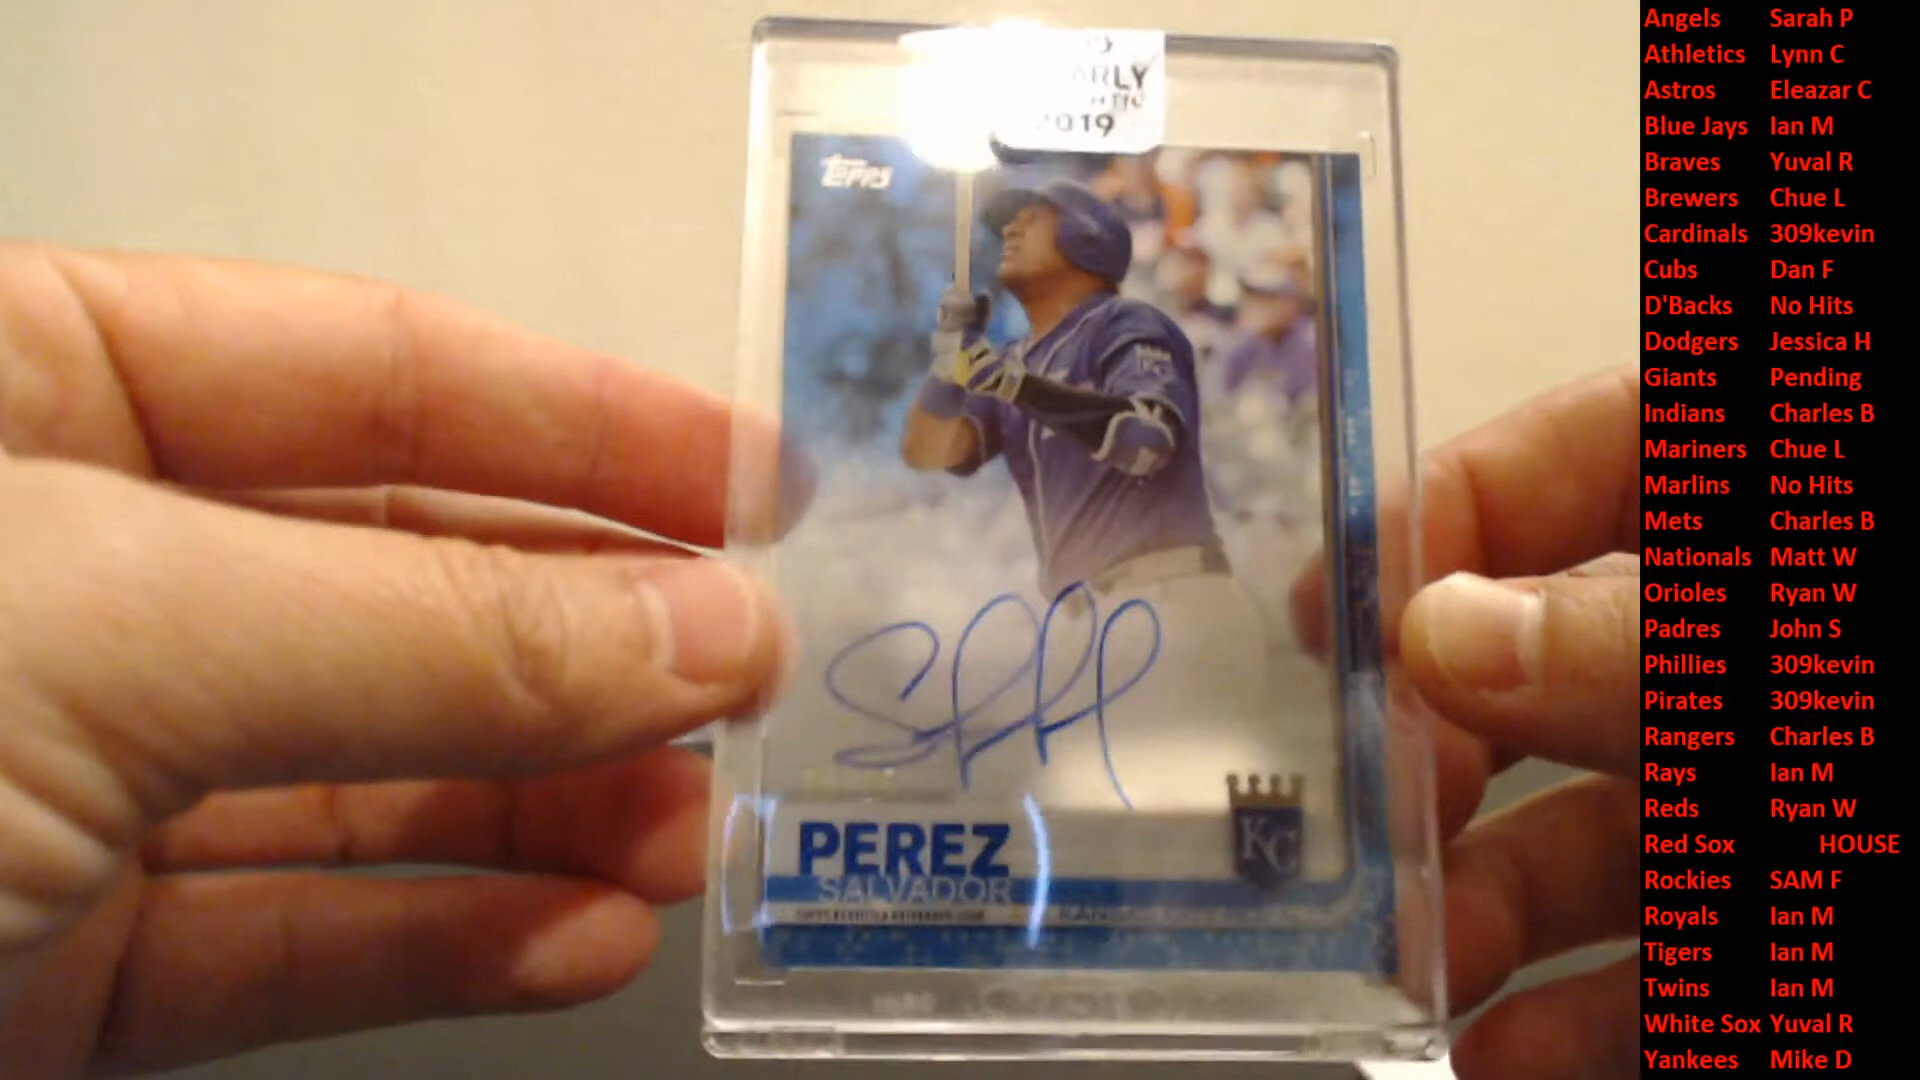 ARLY
2019
Topps
KC
PEREZ
SALVADOR
Angels Sarah P
Athletics Lynn C
Astros Eleazar C
Blue Jays Ian M
Braves Yuval R
Brewers Chue L
Cardinals 309kevin
Cubs Dan F
D'Backs No Hits
Dodgers Jessica H
Giants Pending
Indians Charles B
Mariners Chue L
Marlins No Hits
Mets Charles B
Nationals Matt W
Orioles Ryan W
Padres John S
Phillies 309kevin
Pirates 309kevin
Rangers Charles B
Rays Ian M
Reds Ryan W
Red Sox HOUSE
Rockies SAM F
Royals Ian M
Tigers Ian M
Twins Ian M
White Sox Yuval R
Yankees Mike D